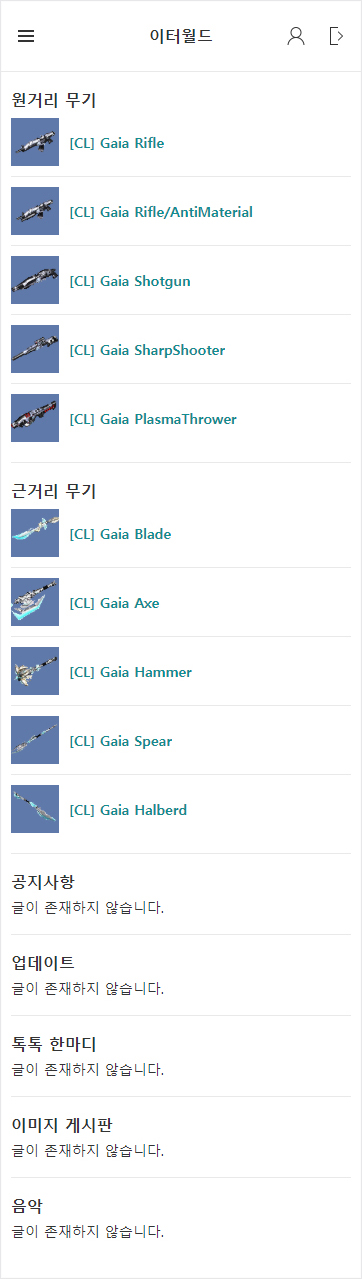 이터월드
원거리 무기
[CL] Gaia Rifle
[CL] Gaia Rifle/AntiMaterial
[CL] Gaia Shotgun
[CL] Gaia SharpShooter
[CL] Gaia PlasmaThrower
근거리 무기
[CL] Gaia Blade
[CL] Gaia Axe
[CL] Gaia Hammer
[CL] Gaia Spear
[CL] Gaia Halberd
공지사항
글이 존재하지 않습니다.
업데이트
글이 존재하지 않습니다.
톡톡 한마디
글이 존재하지 않습니다.
이미지 게시판
글이 존재하지 않습니다.
음악
글이 존재하지 않습니다.